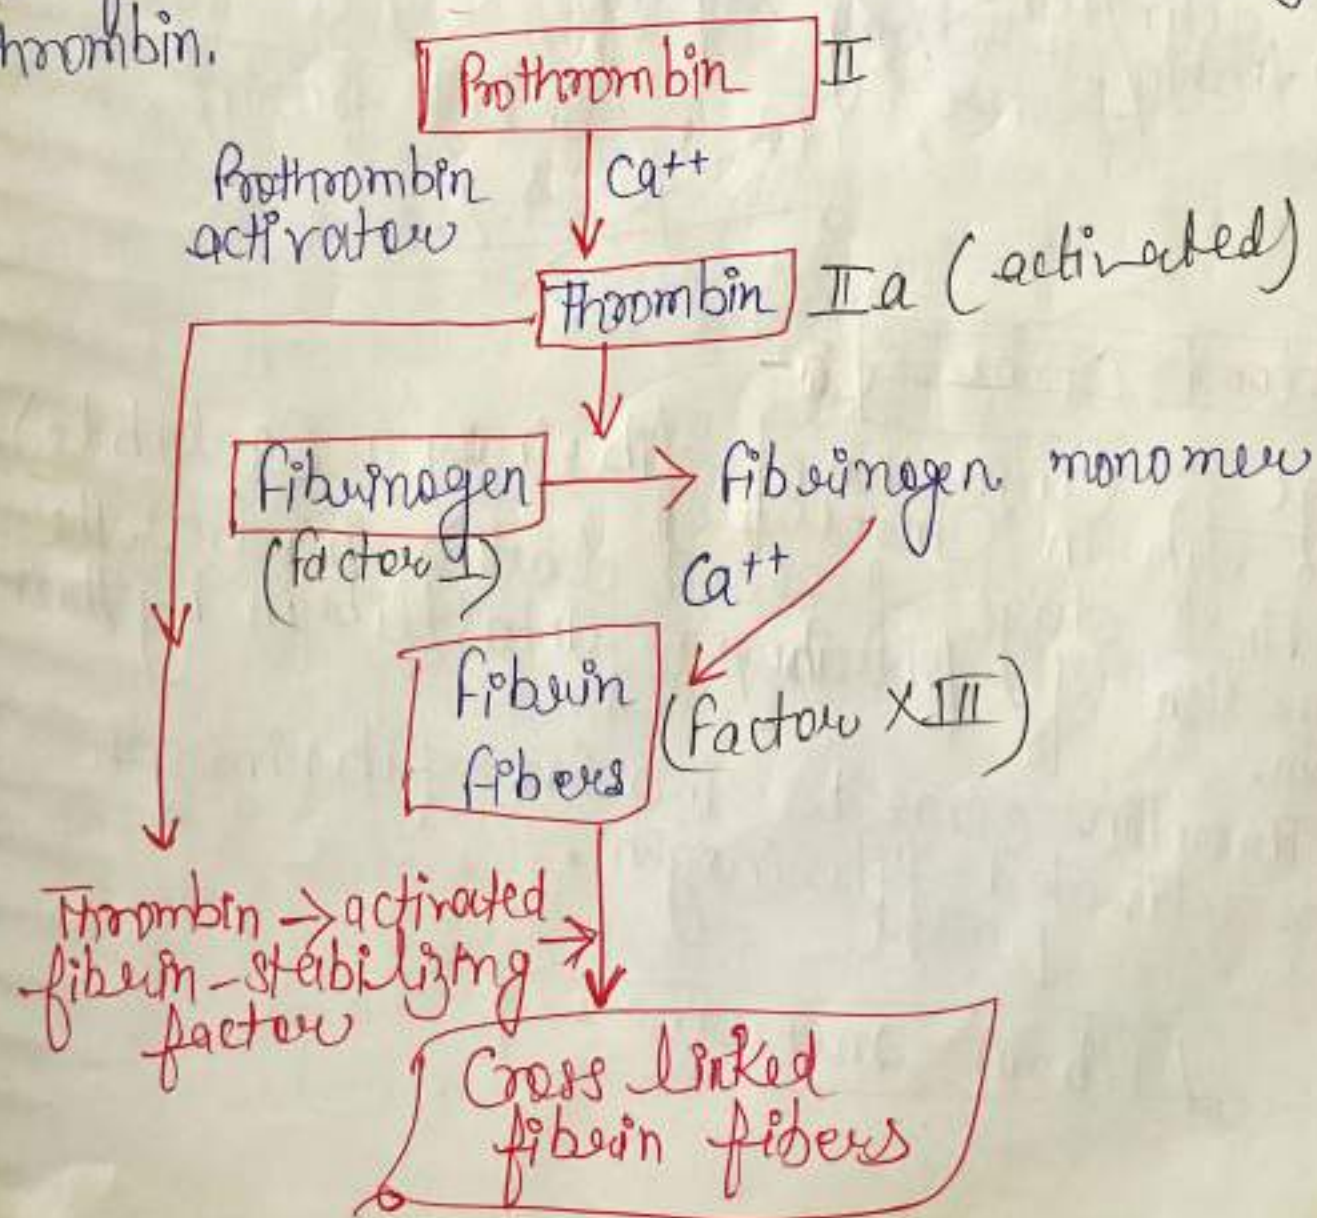 hrombin.
Prothrombin II
Prothrombin
activator
Ca++
Thrombin IIa (activated)
fibrinogen fibrinogen monomer
(factor I)
Ca++
fibrin
fibers
(factor XIII)
Thrombin → activated
fibrin-stabilizing
factor
Cross linked
fibrin fibers